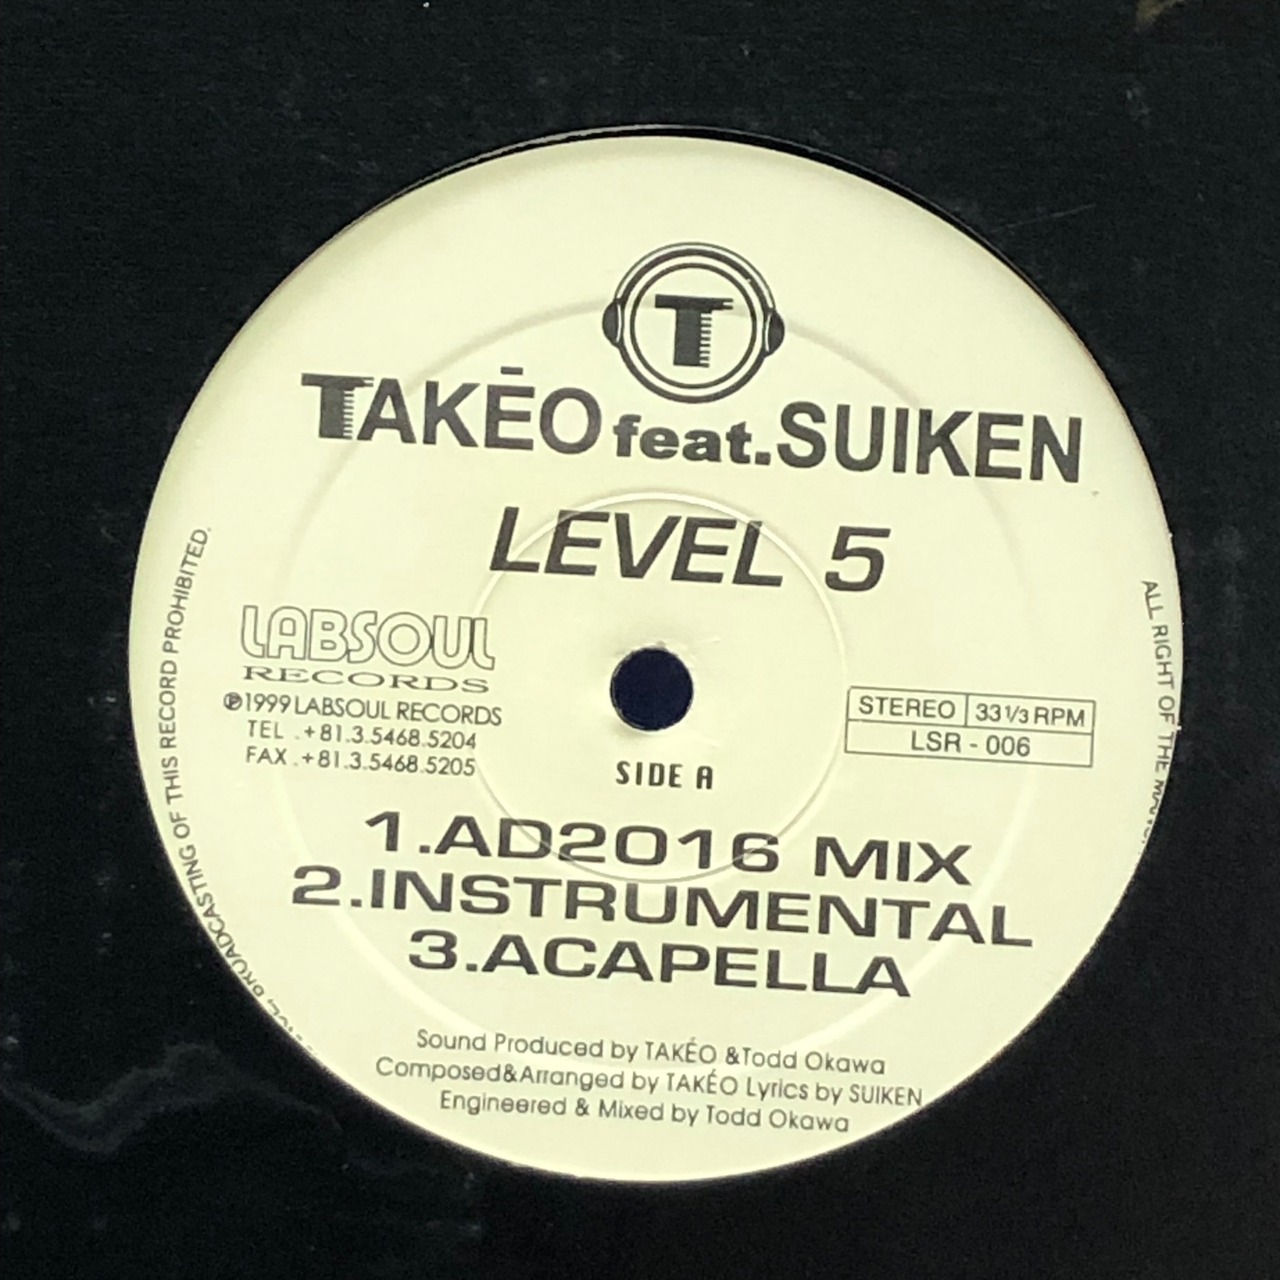 T
TAKĒO feat.SUIKEN
LEVEL 5
LABSOUL
RECORDS
℗1999 LABSOUL RECORDS
TEL .+81.3.5468.5204
FAX .+81.3.5468.5205
STEREO 33 1/3 RPM
LSR - 006
SIDE A
1.AD2016 MIX
2.INSTRUMENTAL
3.ACAPELLA
Sound Produced by TAKÉO &Todd Okawa
Composed&Arranged by TAKÉO Lyrics by SUIKEN
Engineered & Mixed by Todd Okawa
ALL RIGHT OF THE
BROADCASTING OF THIS RECORD PROHIBITED.